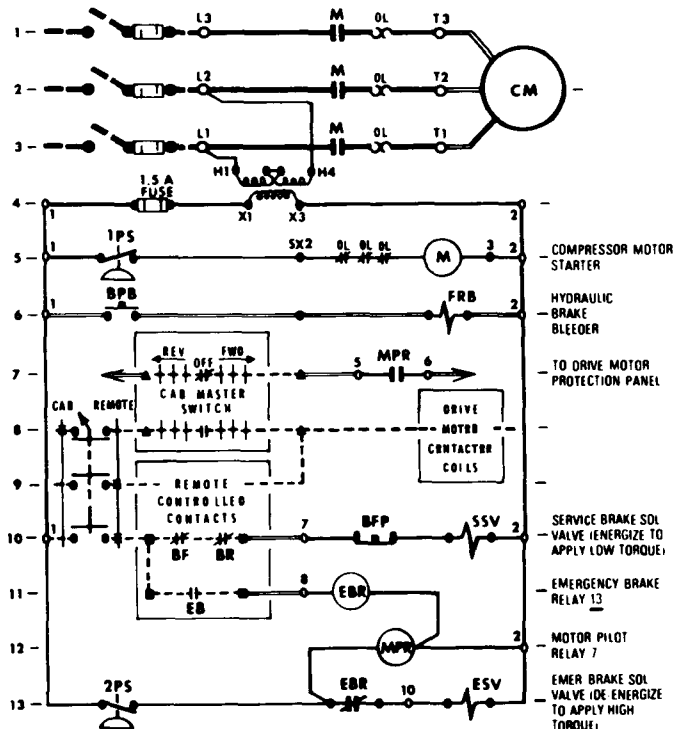 1 L3 M OL T3
2 L2 M OL T2 CM
3 L1 M OL T1
H1 H4
1.5 A
FUSE
4 1 X1 X3 2
1PS
5 1 SX2 OL OL OL M 3 2 COMPRESSOR MOTOR
STARTER
BPB FRB
6 1 2 HYDRAULIC
BRAKE
BLEEDER
REV OFF FWD
7 5 MPR 6 TO DRIVE MOTOR
PROTECTION PANEL
CAB MASTER
SWITCH
CAB REMOTE
8 DRIVE
MOTRB
CRNTACTRR
COILS
9 REMOTE
CONTROLLED
CONTACTS
10 1 BF BR 7 BFP SSV 2 SERVICE BRAKE SOL
VALVE (ENERGIZE TO
APPLY LOW TORQUE)
11 EB 8 EBR EMERGENCY BRAKE
RELAY 13
12 MPR 2 MOTOR PILOT
RELAY 7
2PS
13 EBR 10 ESV EMER BRAKE SOL
VALVE (DE-ENERGIZE
TO APPLY HIGH
TORQUE)